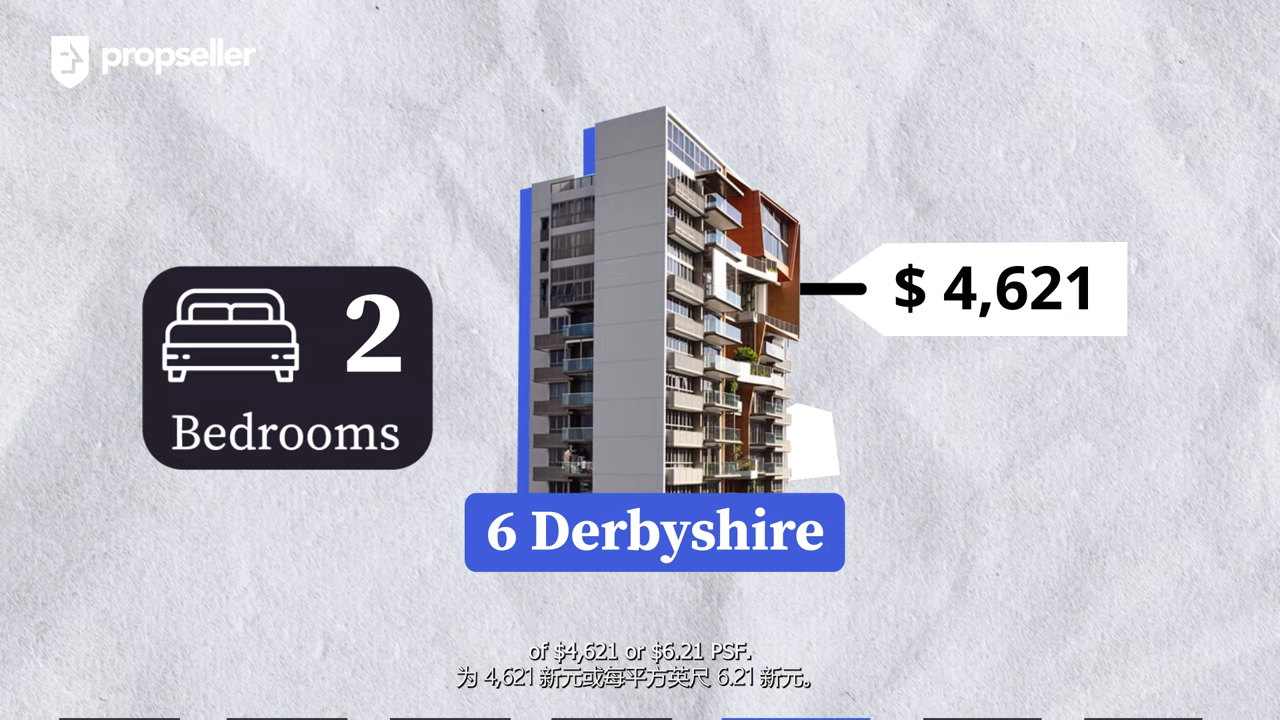 propseller
2
Bedrooms
$ 4,621
6 Derbyshire
of $4,621 or $6.21 PSF.
为 4,621 新元或每平方英尺 6.21 新元。